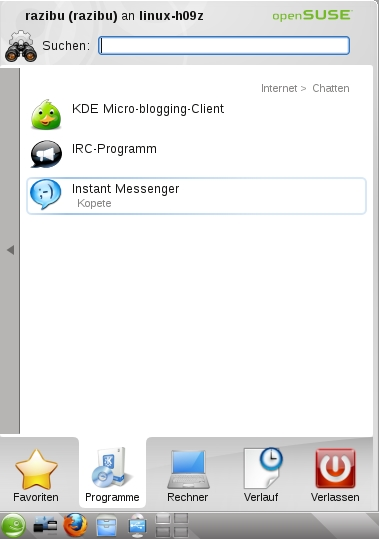 razibu (razibu) an linux-h09z
openSUSE
Suchen:
Internet > Chatten
KDE Micro-blogging-Client
IRC-Programm
Instant Messenger
Kopete
Favoriten
Programme
Rechner
Verlauf
Verlassen